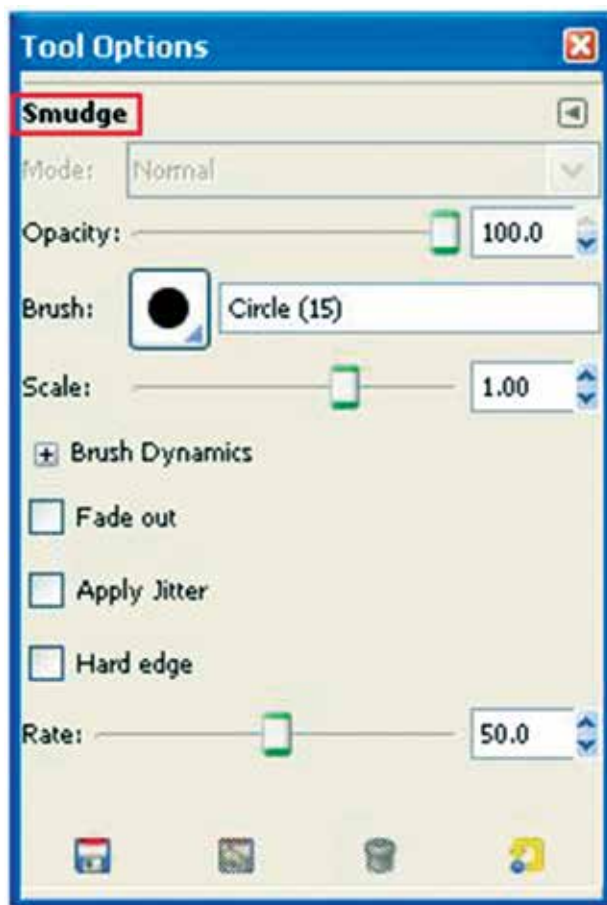 Tool Options
Smudge
Mode: Normal
Opacity: 100.0
Brush: Circle (15)
Scale: 1.00
Brush Dynamics
Fade out
Apply Jitter
Hard edge
Rate: 50.0